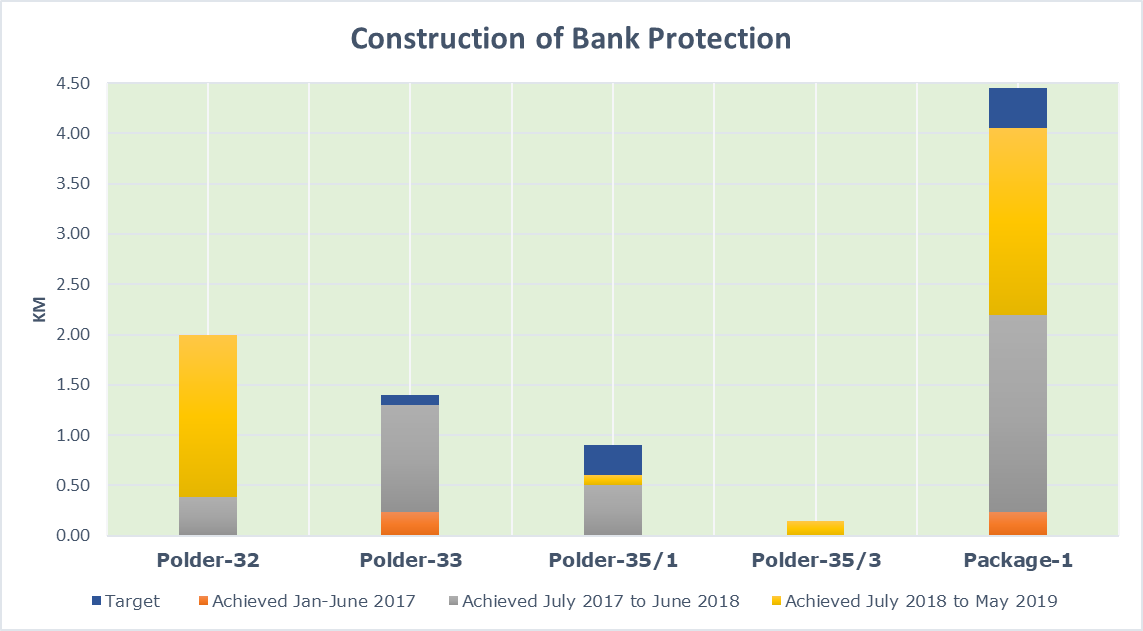 Construction of Bank Protection
4.50
4.00
3.50
3.00
2.50
2.00
1.50
1.00
0.50
0.00
KM
Polder-32 Polder-33 Polder-35/1 Polder-35/3 Package-1
Target Achieved Jan-June 2017 Achieved July 2017 to June 2018 Achieved July 2018 to May 2019